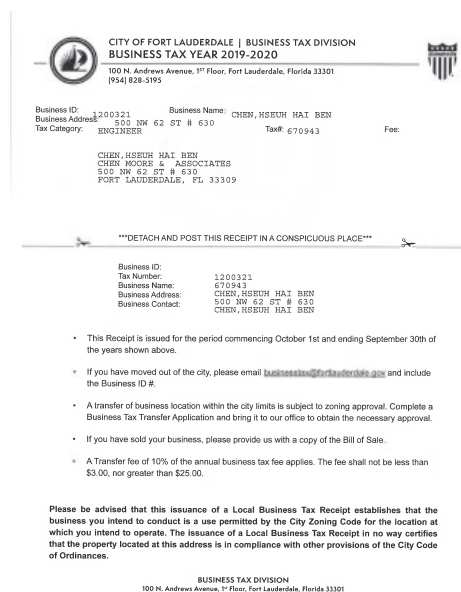 CITY OF FORT LAUDERDALE | BUSINESS TAX DIVISION
BUSINESS TAX YEAR 2019-2020
100 N. Andrews Avenue, 1ST Floor, Fort Lauderdale, Florida 33301
(954) 828-5195
Business ID: 1200321 Business Name: CHEN,HSEUH HAI BEN
Business Address: 500 NW 62 ST # 630
Tax Category: ENGINEER Tax#: 670943 Fee:
CHEN,HSEUH HAI BEN
CHEN MOORE & ASSOCIATES
500 NW 62 ST # 630
FORT LAUDERDALE, FL 33309
***DETACH AND POST THIS RECEIPT IN A CONSPICUOUS PLACE***
Business ID: 1200321
Tax Number: 670943
Business Name: CHEN,HSEUH HAI BEN
Business Address: 500 NW 62 ST # 630
Business Contact: CHEN,HSEUH HAI BEN
• This Receipt is issued for the period commencing October 1st and ending September 30th of
the years shown above.
• If you have moved out of the city, please email businesstax@fortlauderdale.gov and include
the Business ID #.
• A transfer of business location within the city limits is subject to zoning approval. Complete a
Business Tax Transfer Application and bring it to our office to obtain the necessary approval.
• If you have sold your business, please provide us with a copy of the Bill of Sale.
• A Transfer fee of 10% of the annual business tax fee applies. The fee shall not be less than
$3.00, nor greater than $25.00.
Please be advised that this issuance of a Local Business Tax Receipt establishes that the
business you intend to conduct is a use permitted by the City Zoning Code for the location at
which you intend to operate. The issuance of a Local Business Tax Receipt in no way certifies
that the property located at this address is in compliance with other provisions of the City Code
of Ordinances.
BUSINESS TAX DIVISION
100 N. Andrews Avenue, 1st Floor, Fort Lauderdale, Florida 33301